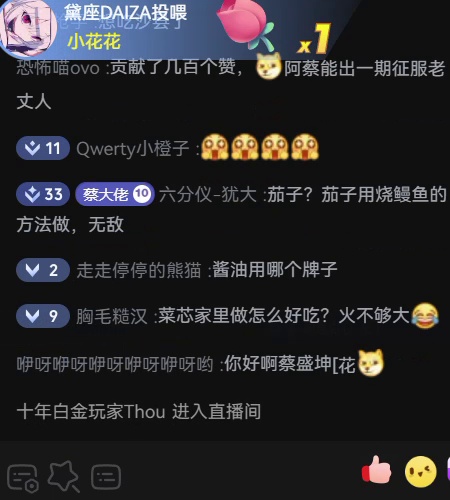 黛座DAIZA投喂
小花花
x1
恐怖喵ovo :贡献了几百个赞，阿蔡能出一期征服老
丈人
11 Qwerty小橙子 :
33 蔡大佬 10 六分仪-犹大 :茄子？茄子用烧鳗鱼的
方法做，无敌
2 走走停停的熊猫 :酱油用哪个牌子
9 胸毛糙汉 :菜芯家里做怎么好吃？火不够大
咿呀咿呀咿呀咿呀咿呀哟 :你好啊蔡盛坤[花
十年白金玩家Thou 进入直播间